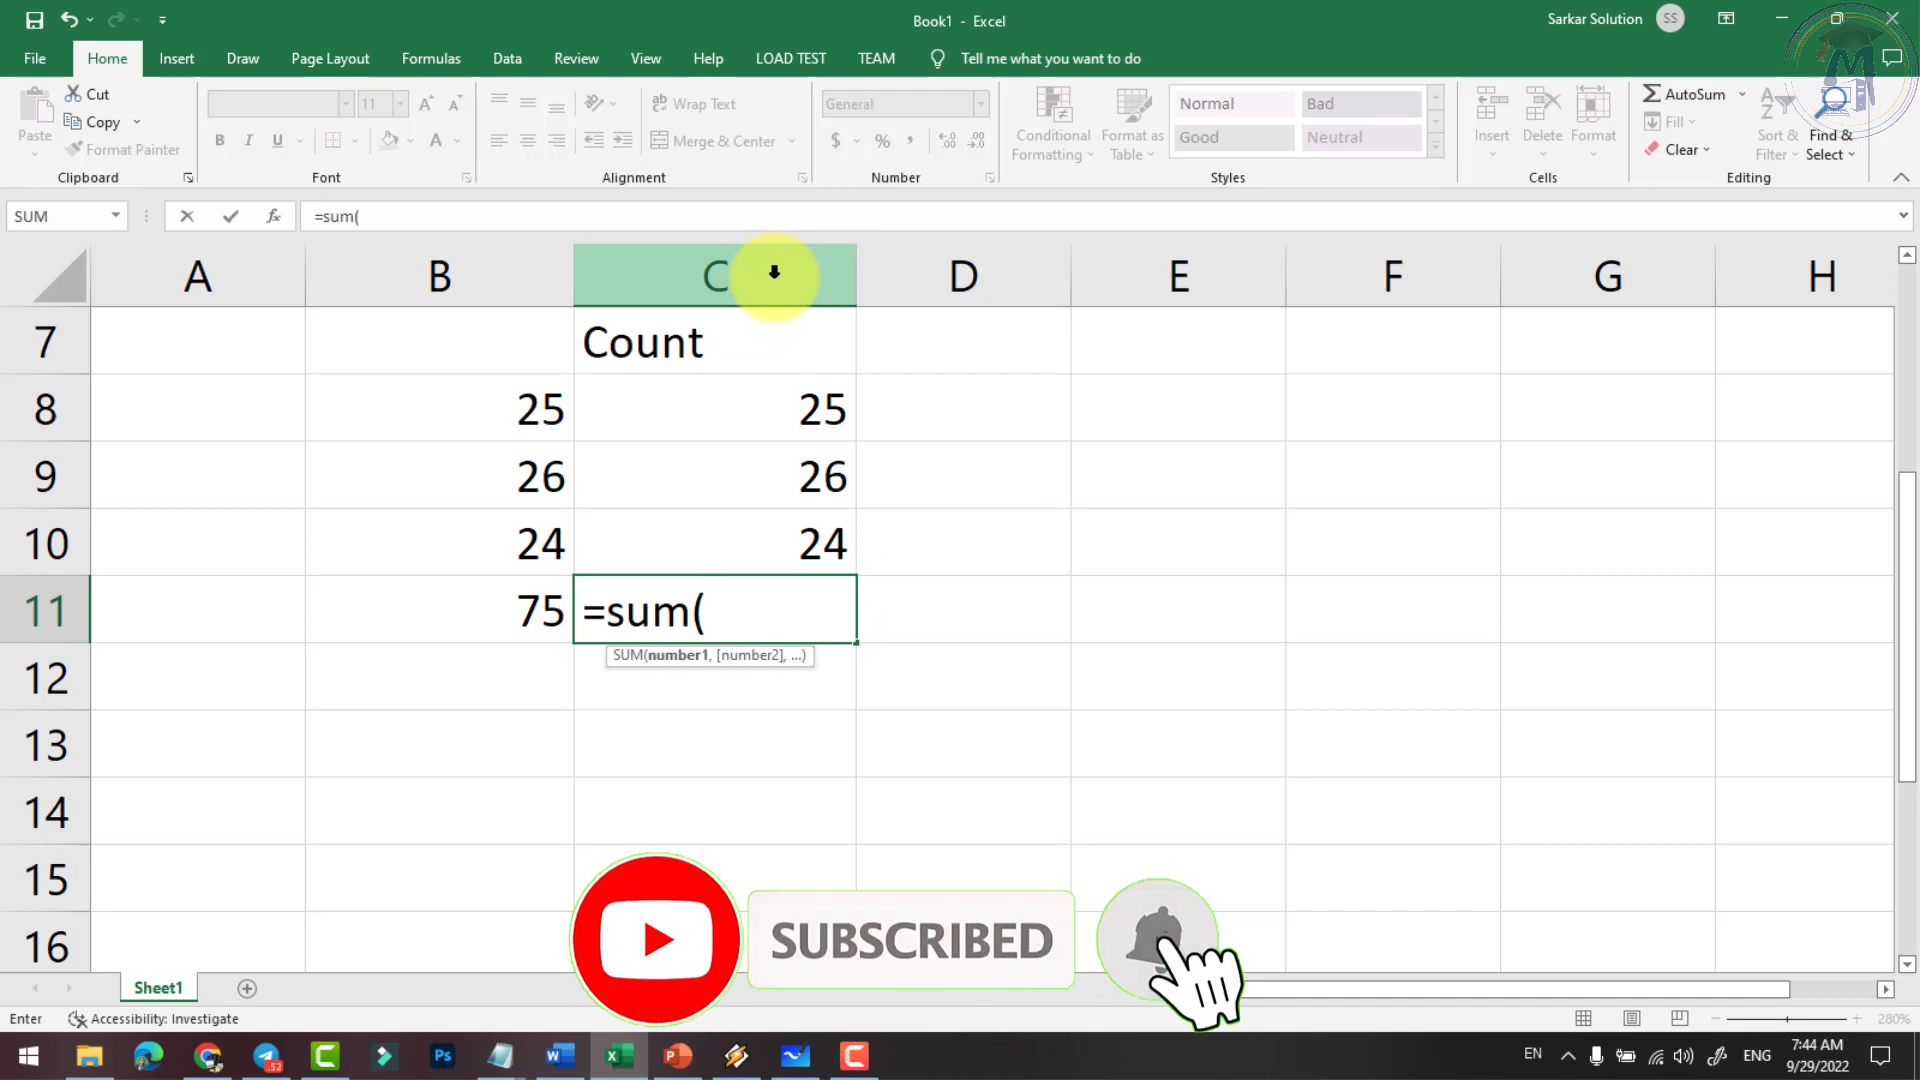 Book1 - Excel
Sarkar Solution SS
File Home Insert Draw Page Layout Formulas Data Review View Help LOAD TEST TEAM Tell me what you want to do
Paste
Cut
Copy
Format Painter
Clipboard
11
B I U
Font
Wrap Text
Merge & Center
Alignment
General
$ %
Number
Conditional Formatting
Format as Table
Normal Bad
Good Neutral
Styles
Insert Delete Format
Cells
AutoSum
Fill
Clear
Sort & Filter
Find & Select
Editing
SUM fx =sum(
A B C D E F G H
7 Count
8 25 25
9 26 26
10 24 24
11 75 =sum(
SUM(number1, [number2], ...)
12
13
14
15
16
SUBSCRIBED
Sheet1
Enter Accessibility: Investigate 280%
52
EN ENG 7:44 AM
9/29/2022